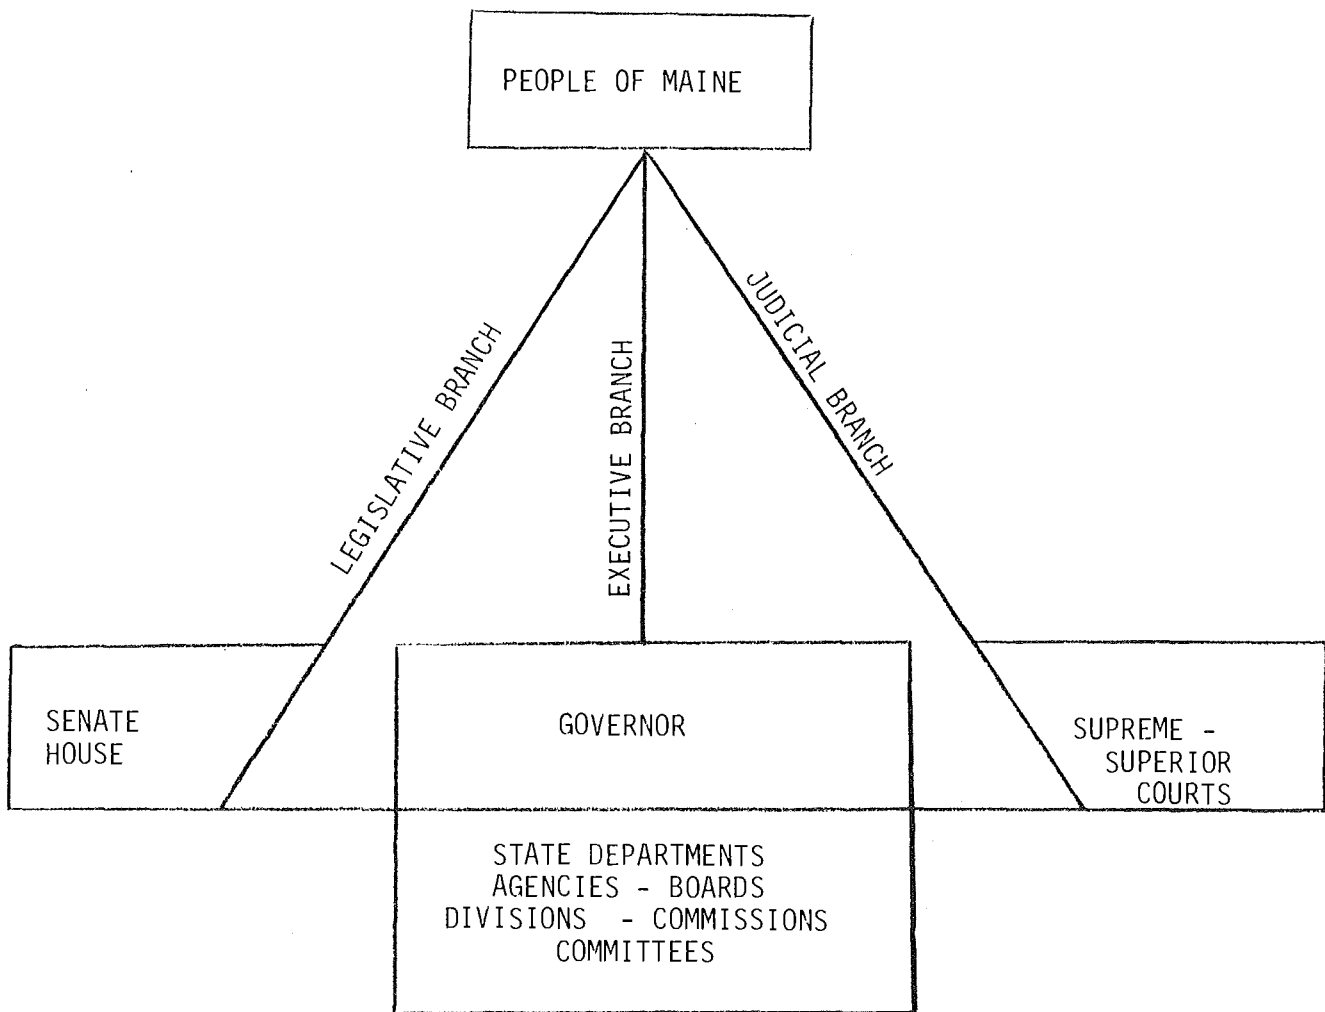 PEOPLE OF MAINE
LEGISLATIVE BRANCH
EXECUTIVE BRANCH
JUDICIAL BRANCH
SENATE
HOUSE
GOVERNOR
SUPREME -
SUPERIOR
COURTS
STATE DEPARTMENTS
AGENCIES - BOARDS
DIVISIONS - COMMISSIONS
COMMITTEES